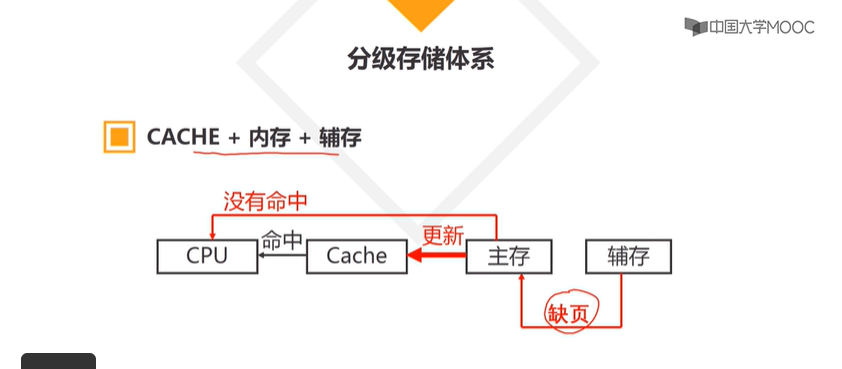 中国大学MOOC
分级存储体系
CACHE + 内存 + 辅存
没有命中
命中
更新
CPU
Cache
主存
辅存
缺页